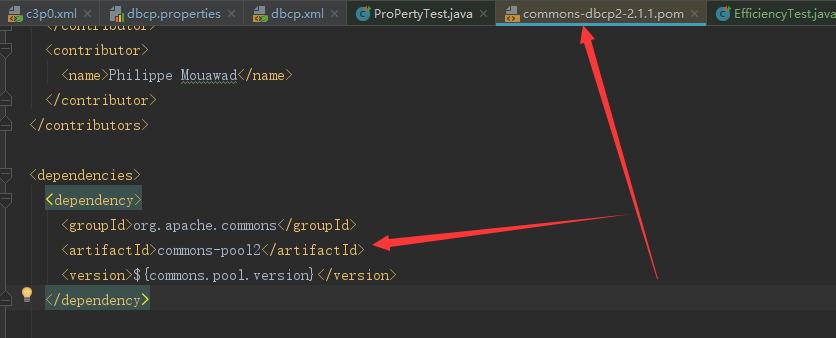 c3p0.xml dbcp.properties dbcp.xml ProPertyTest.java commons-dbcp2-2.1.1.pom EfficiencyTest.java
</contributor>
<contributor>
<name>Philippe Mouawad</name>
</contributor>
</contributors>
<dependencies>
<dependency>
<groupId>org.apache.commons</groupId>
<artifactId>commons-pool2</artifactId>
<version>${commons.pool.version}</version>
</dependency>